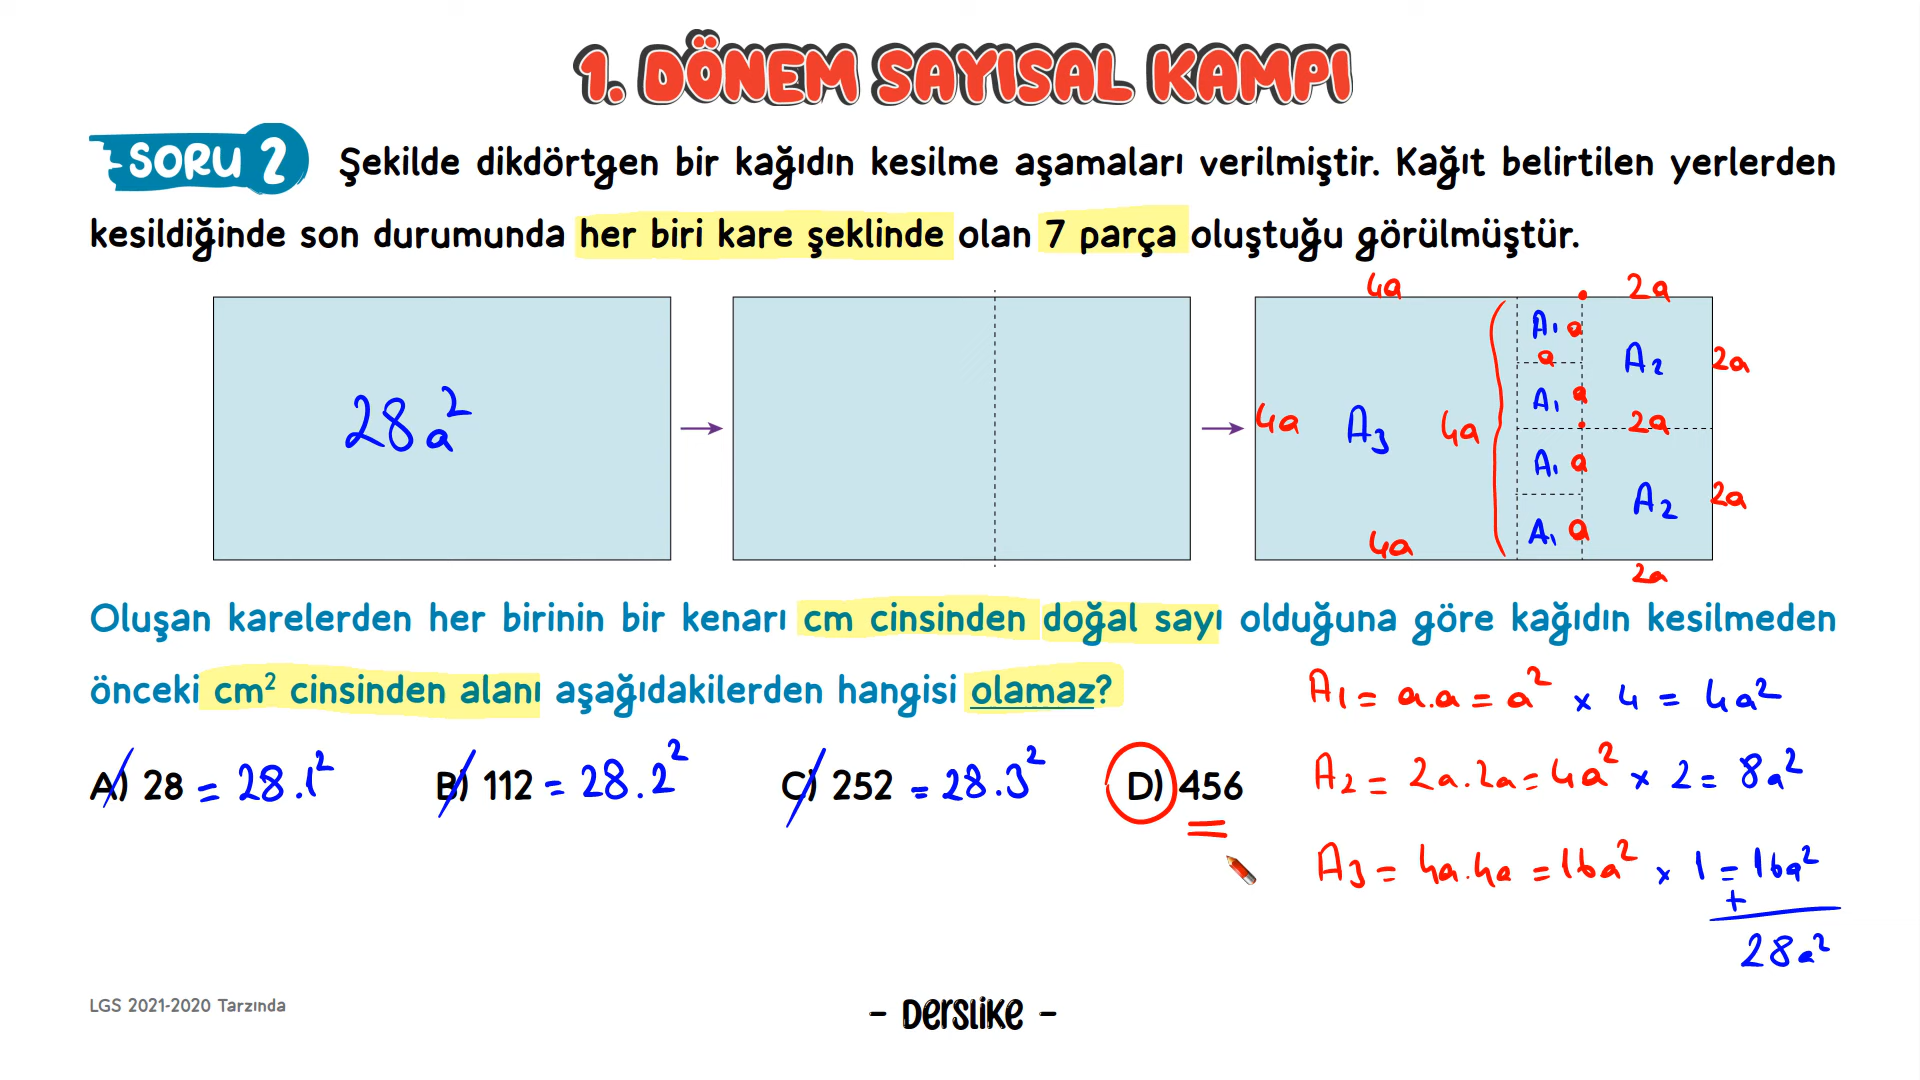 1. DÖNEM SAYISAL KAMPI
SORU 2 Şekilde dikdörtgen bir kağıdın kesilme aşamaları verilmiştir. Kağıt belirtilen yerlerden
kesildiğinde son durumunda her biri kare şeklinde olan 7 parça oluştuğu görülmüştür.
4a 2a
A₁ a
a
A₂ 2a
28a²
A₁ a
4a A₃ 4a 2a
A₁ a
A₂ 2a
A₁ a
4a
2a
Oluşan karelerden her birinin bir kenarı cm cinsinden doğal sayı olduğuna göre kağıdın kesilmeden
önceki cm² cinsinden alanı aşağıdakilerden hangisi olamaz?
A₁ = a.a = a² x 4 = 4a²
A) 28 = 28.1² B) 112 = 28.2² C) 252 = 28.3² D) 456
A₂ = 2a.2a = 4a² x 2 = 8a²
A₃ = 4a.4a = 16a² x 1 = 16a²
+
28a²
LGS 2021-2020 Tarzında
- DERSLİKE -